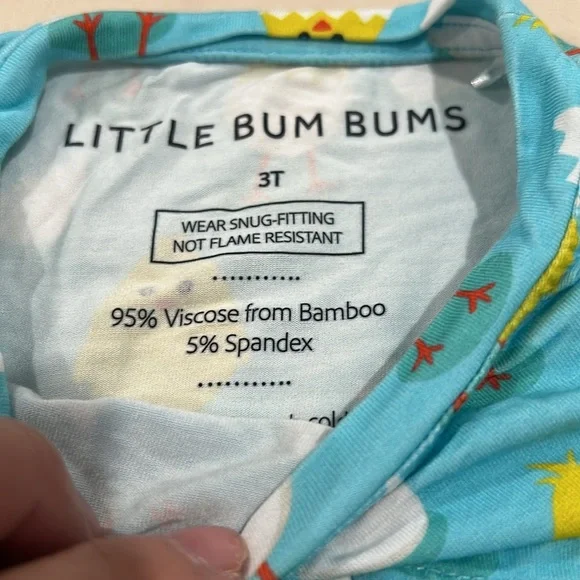 LITTLE BUM BUMS
3T
WEAR SNUG-FITTING
NOT FLAME RESISTANT
95% Viscose from Bamboo
5% Spandex